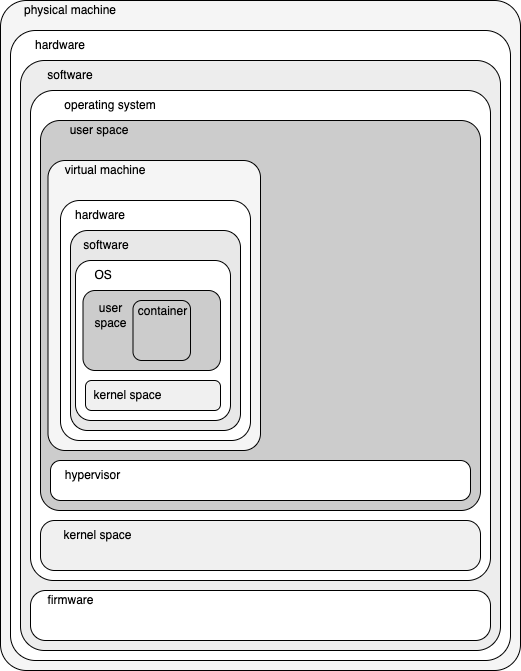 physical machine
hardware
software
operating system
user space
virtual machine
hardware
software
OS
user
space
container
kernel space
hypervisor
kernel space
firmware